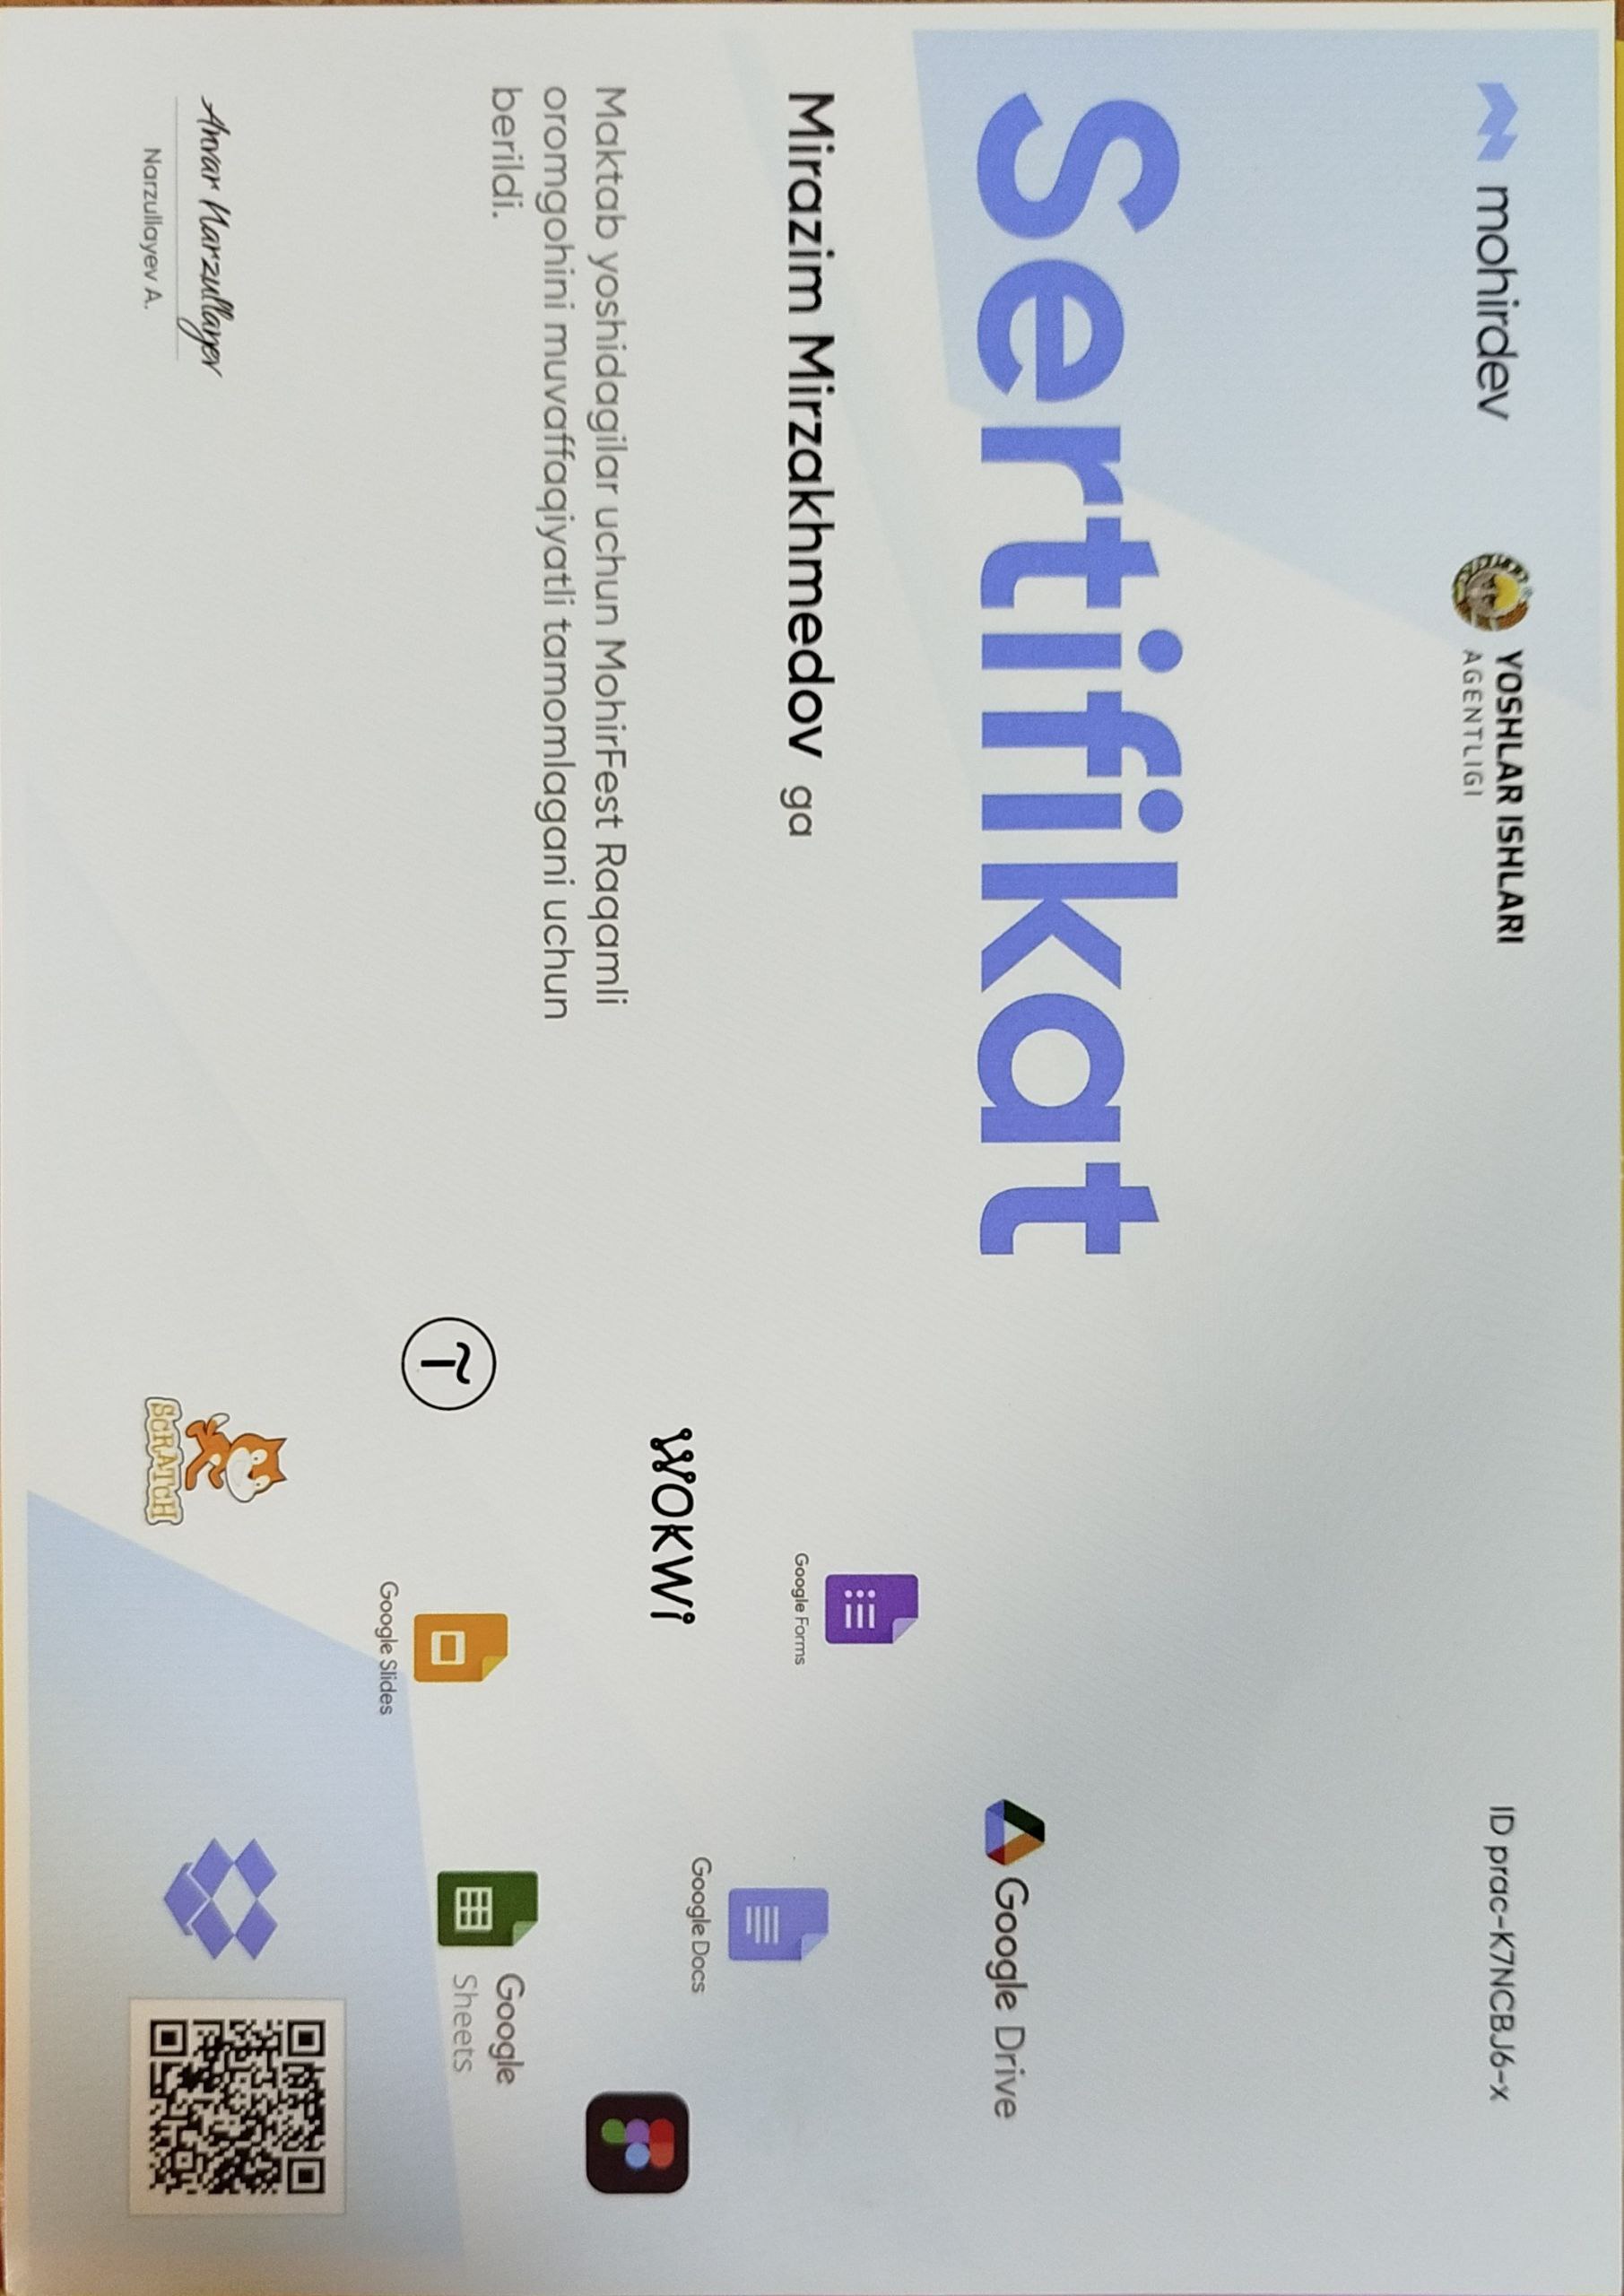 mohirdev
YOSHLAR ISHLARI
AGENTLIGI
ID prac-K7NCBJ6-x
Sertifikat
Mirazim Mirzakhmedov ga
Maktab yoshidagilar uchun MohirFest Raqamli
oromgohini muvaffaqiyatli tamomlagani uchun
berildi.
Anvar Narzullayev
Narzullayev A.
Google Drive
Google Forms
Google Docs
WOKWi
Google Slides
Google
Sheets
SCRATCH